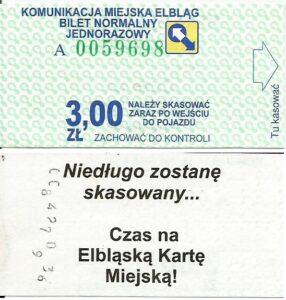 KOMUNIKACJA MIEJSKA ELBLĄG
BILET NORMALNY
JEDNORAZOWY
A 0059698
3,00
ZŁ
NALEŻY SKASOWAĆ
ZARAZ PO WEJŚCIU
DO POJAZDU
ZACHOWAĆ DO KONTROLI
Tu kasować
Niedługo zostanę
skasowany...
Czas na
Elbląską Kartę
Miejską!